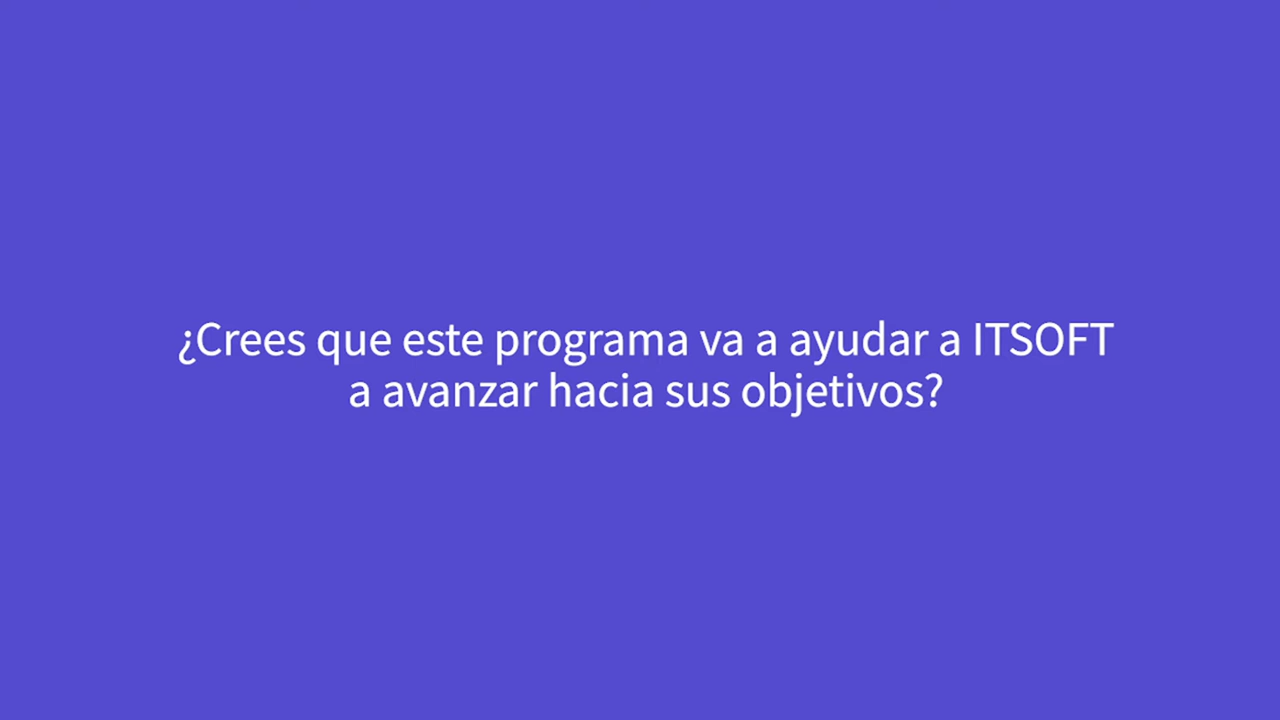 ¿Crees que este programa va a ayudar a ITSOFT
a avanzar hacia sus objetivos?